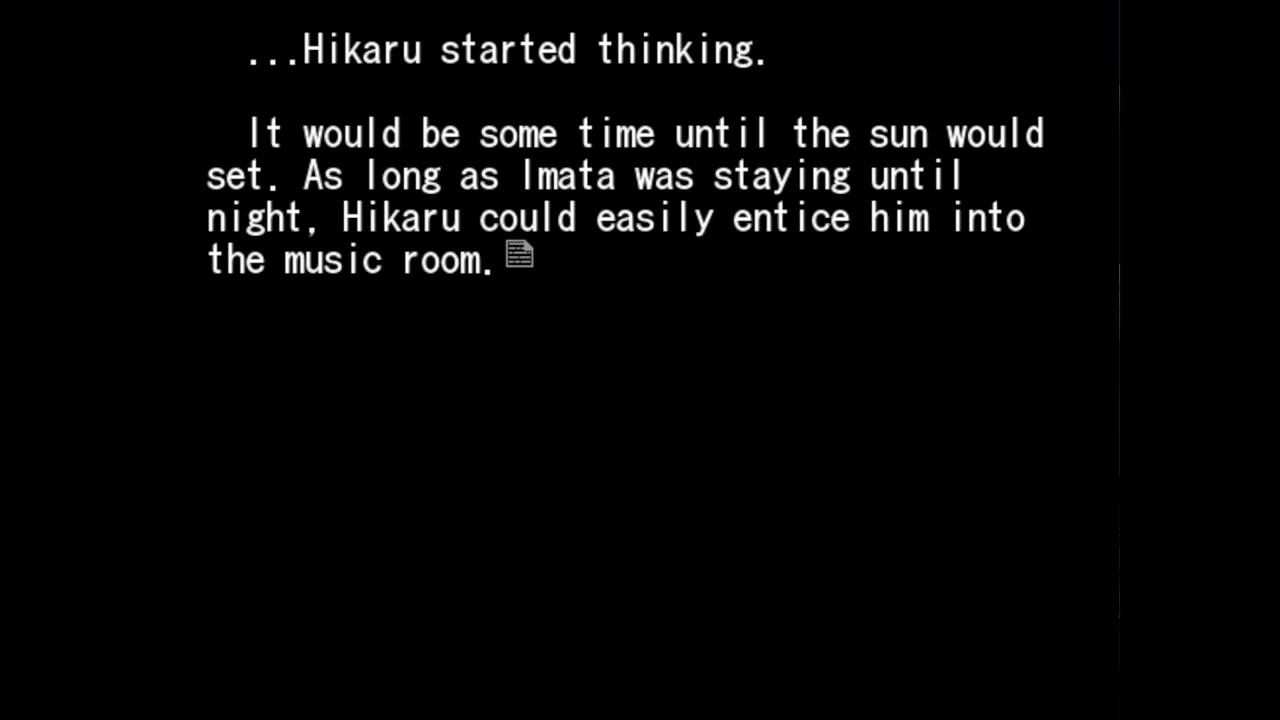 ...Hikaru started thinking.
It would be some time until the sun would
set. As long as Imata was staying until
night, Hikaru could easily entice him into
the music room.